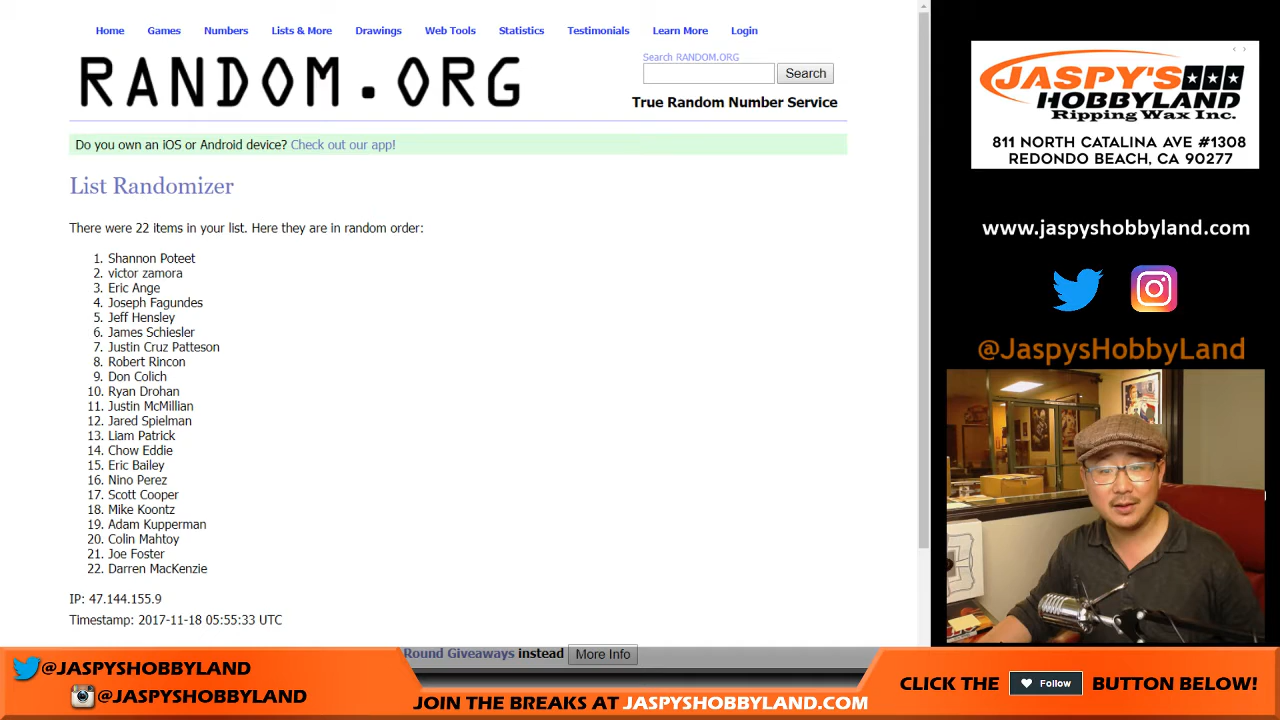 Home Games Numbers Lists & More Drawings Web Tools Statistics Testimonials Learn More Login
RANDOM.ORG
Search RANDOM.ORG
Search
True Random Number Service
Do you own an iOS or Android device? Check out our app!
List Randomizer
There were 22 items in your list. Here they are in random order:
1. Shannon Poteet
2. victor zamora
3. Eric Ange
4. Joseph Fagundes
5. Jeff Hensley
6. James Schiesler
7. Justin Cruz Patteson
8. Robert Rincon
9. Don Colich
10. Ryan Drohan
11. Justin McMillian
12. Jared Spielman
13. Liam Patrick
14. Chow Eddie
15. Eric Bailey
16. Nino Perez
17. Scott Cooper
18. Mike Koontz
19. Adam Kupperman
20. Colin Mahtoy
21. Joe Foster
22. Darren MacKenzie
IP: 47.144.155.9
Timestamp: 2017-11-18 05:55:33 UTC
Round Giveaways instead More Info
JASPY'S
HOBBYLAND
Ripping Wax Inc.
811 NORTH CATALINA AVE #1308
REDONDO BEACH, CA 90277
www.jaspyshobbyland.com
@JaspysHobbyLand
@JASPYSHOBBYLAND
@JASPYSHOBBYLAND
JOIN THE BREAKS AT JASPYSHOBBYLAND.COM
CLICK THE Follow BUTTON BELOW!